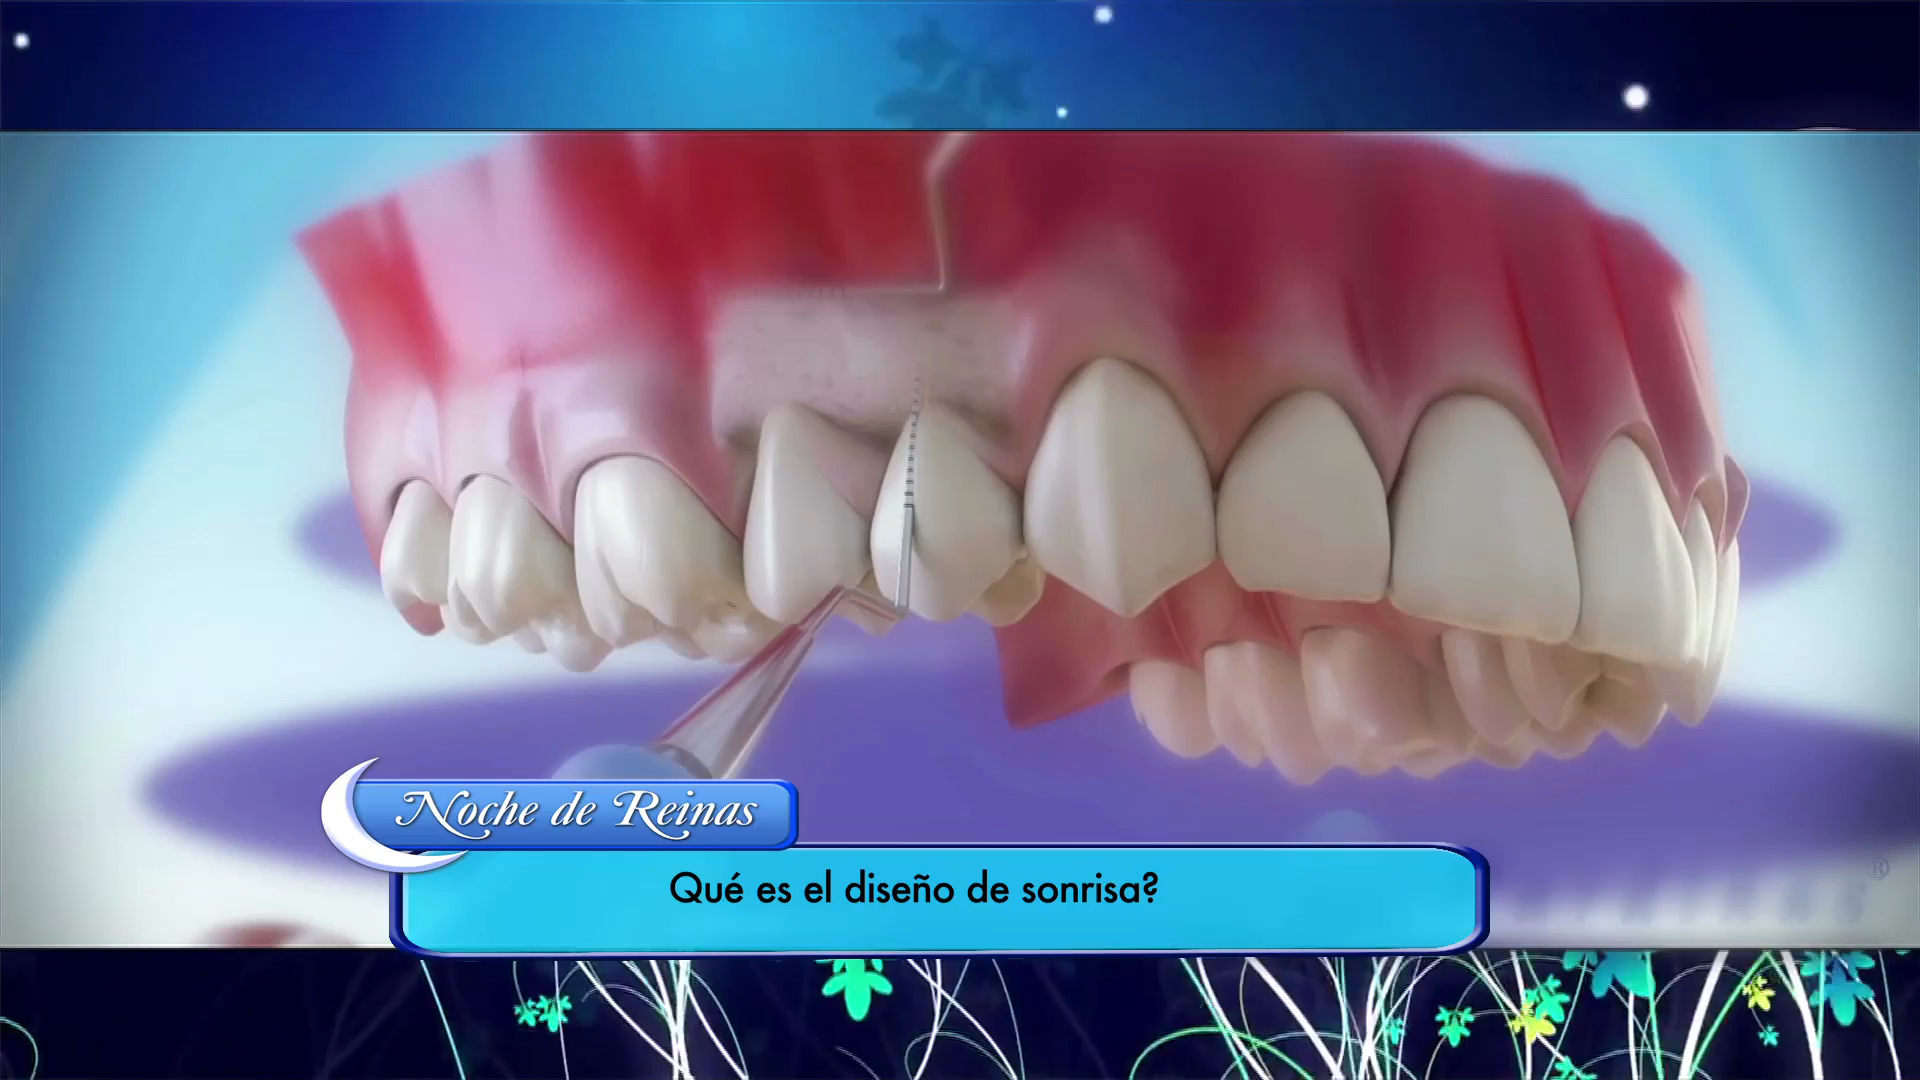 Noche de Reinas
Qué es el diseño de sonrisa?